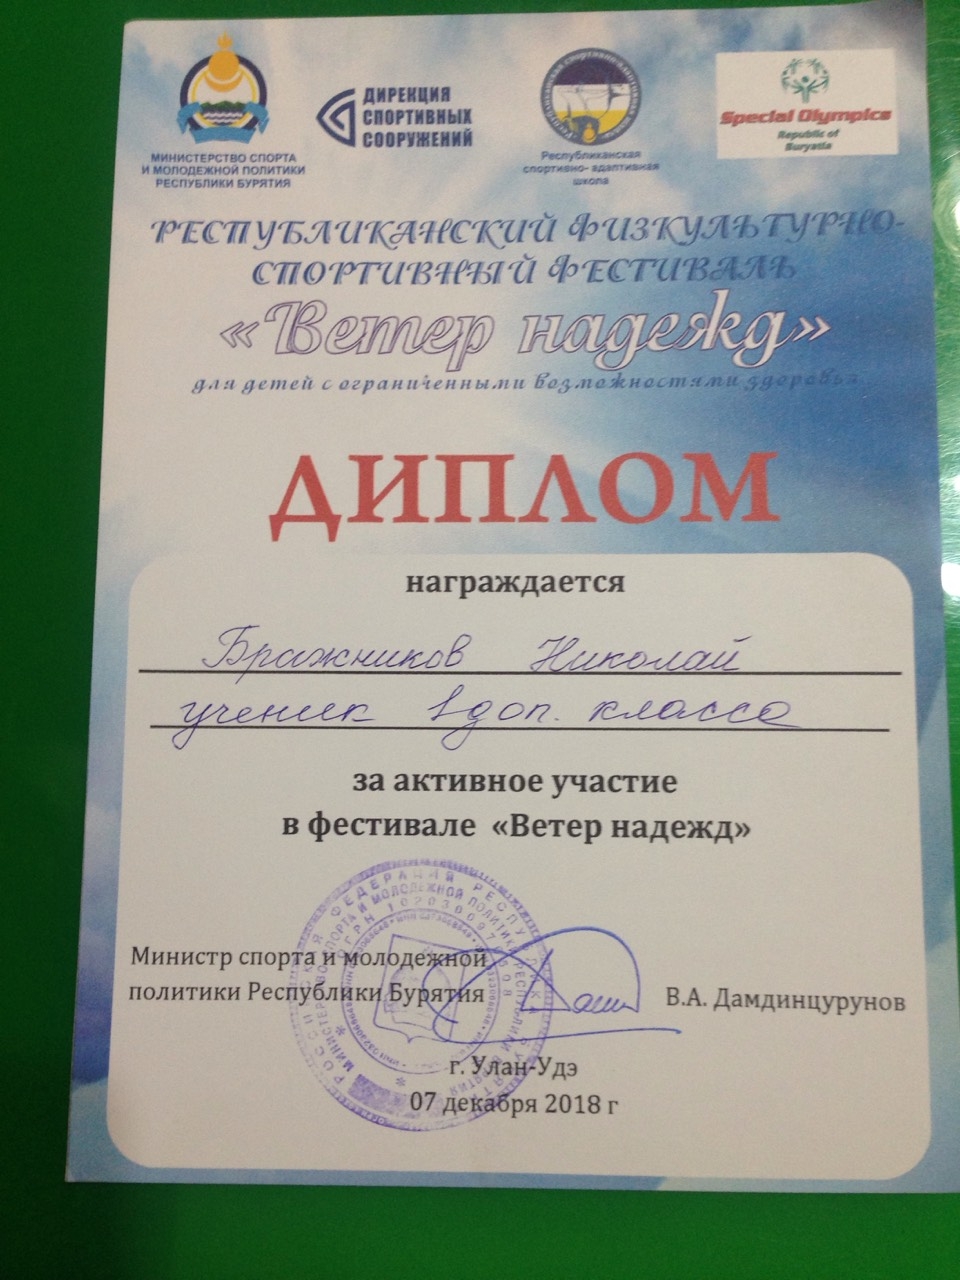 МИНИСТЕРСТВО СПОРТА
И МОЛОДЕЖНОЙ ПОЛИТИКИ
РЕСПУБЛИКИ БУРЯТИЯ
ДИРЕКЦИЯ
СПОРТИВНЫХ
СООРУЖЕНИЙ
Республиканская
спортивно- адаптивная
школа
Special Olympics
Republic of
Buryatia
РЕСПУБЛИКАНСКИЙ ФИЗКУЛЬТУРНО-
СПОРТИВНЫЙ ФЕСТИВАЛЬ
«Ветер надежд»
для детей с ограниченными возможностями здоровья
ДИПЛОМ
награждается
Бражников Николай
ученик 1 доп. класса
за активное участие
в фестивале «Ветер надежд»
Министр спорта и молодежной
политики Республики Бурятия
В.А. Дамдинцурунов
г. Улан-Удэ
07 декабря 2018 г